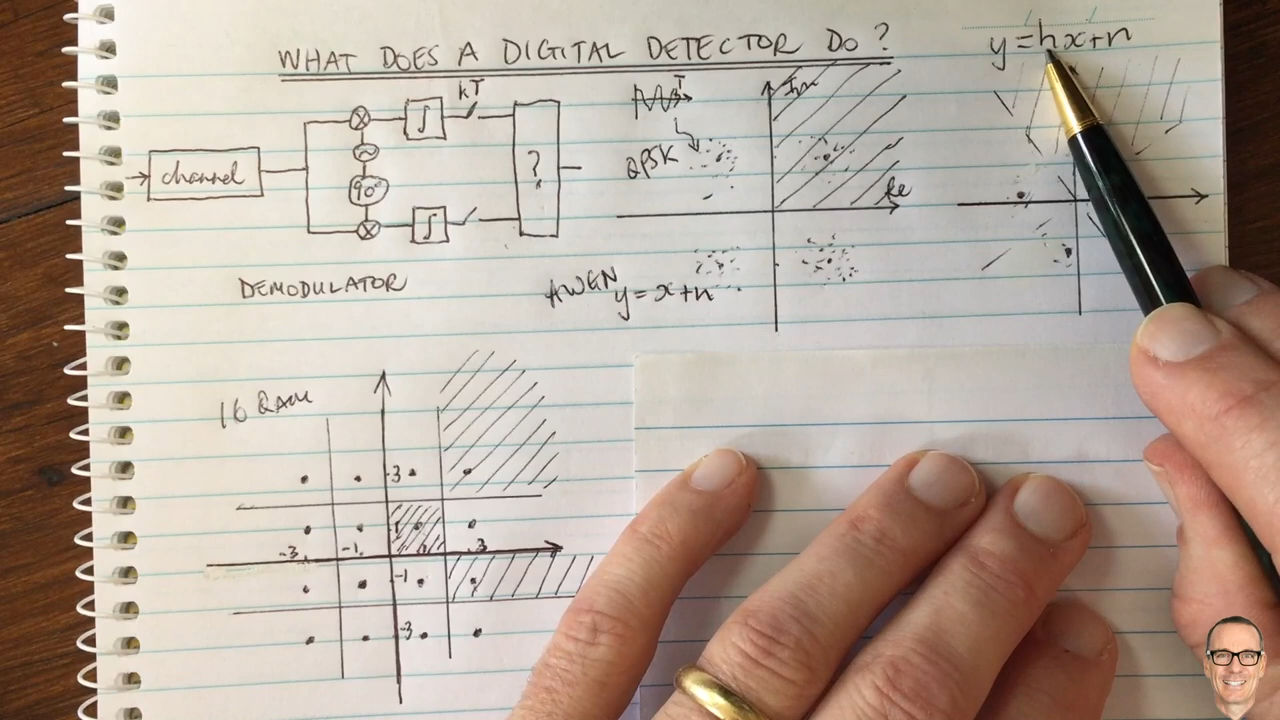 WHAT DOES A DIGITAL DETECTOR DO?
y=hx+n
kT
T
Im
channel
90°
?
QPSK
Re
DEMODULATOR
AWGN
y=x+n
16 QAM
3
1
-3
-1
3
-1
-3